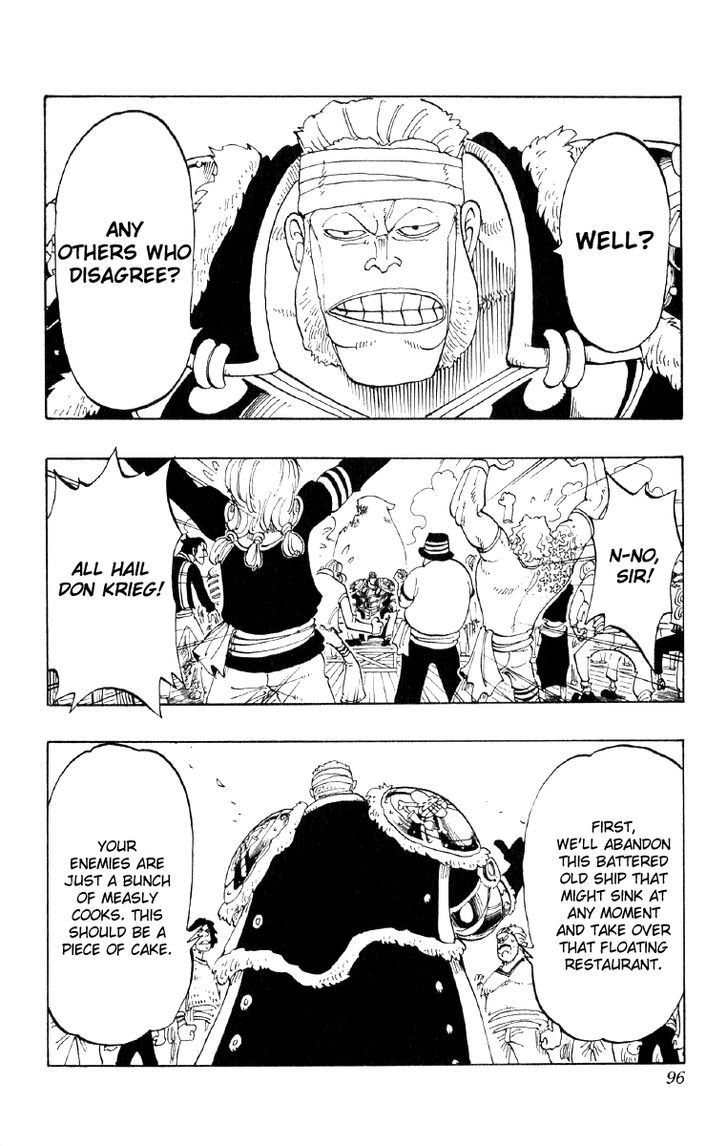 WELL?
ANY
OTHERS WHO
DISAGREE?
N-NO,
SIR!
ALL HAIL
DON KRIEG!
FIRST,
WE'LL ABANDON
THIS BATTERED
OLD SHIP THAT
MIGHT SINK AT
ANY MOMENT
AND TAKE OVER
THAT FLOATING
RESTAURANT.
YOUR
ENEMIES ARE
JUST A BUNCH
OF MEASLY
COOKS. THIS
SHOULD BE A
PIECE OF CAKE.
96